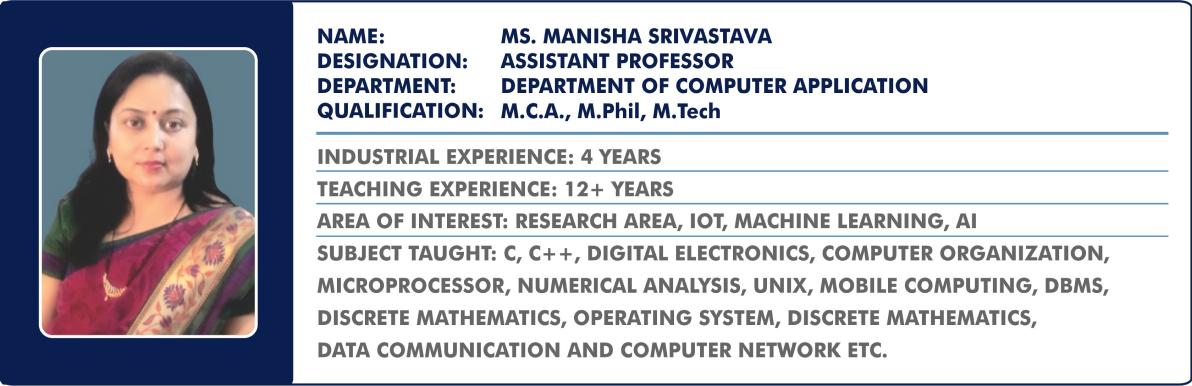 NAME: MS. MANISHA SRIVASTAVA
DESIGNATION: ASSISTANT PROFESSOR
DEPARTMENT: DEPARTMENT OF COMPUTER APPLICATION
QUALIFICATION: M.C.A., M.Phil, M.Tech
INDUSTRIAL EXPERIENCE: 4 YEARS
TEACHING EXPERIENCE: 12+ YEARS
AREA OF INTEREST: RESEARCH AREA, IOT, MACHINE LEARNING, AI
SUBJECT TAUGHT: C, C++, DIGITAL ELECTRONICS, COMPUTER ORGANIZATION,
MICROPROCESSOR, NUMERICAL ANALYSIS, UNIX, MOBILE COMPUTING, DBMS,
DISCRETE MATHEMATICS, OPERATING SYSTEM, DISCRETE MATHEMATICS,
DATA COMMUNICATION AND COMPUTER NETWORK ETC.